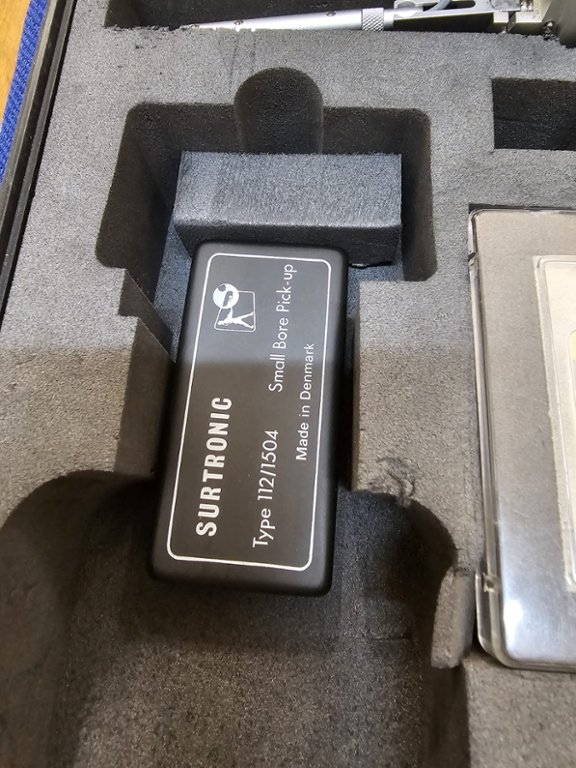 SURTRONIC
Type 112/1504 Small Bore Pick-up
Made in Denmark